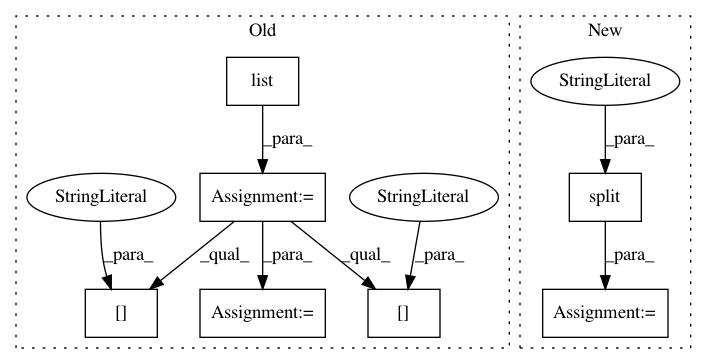 Old
New
list
StringLiteral
_para_
_para_
StringLiteral
Assignment:=
StringLiteral
split
_para_
_qual_
_para_
_qual_
_para_
_para_
[]
Assignment:=
[]
Assignment:=